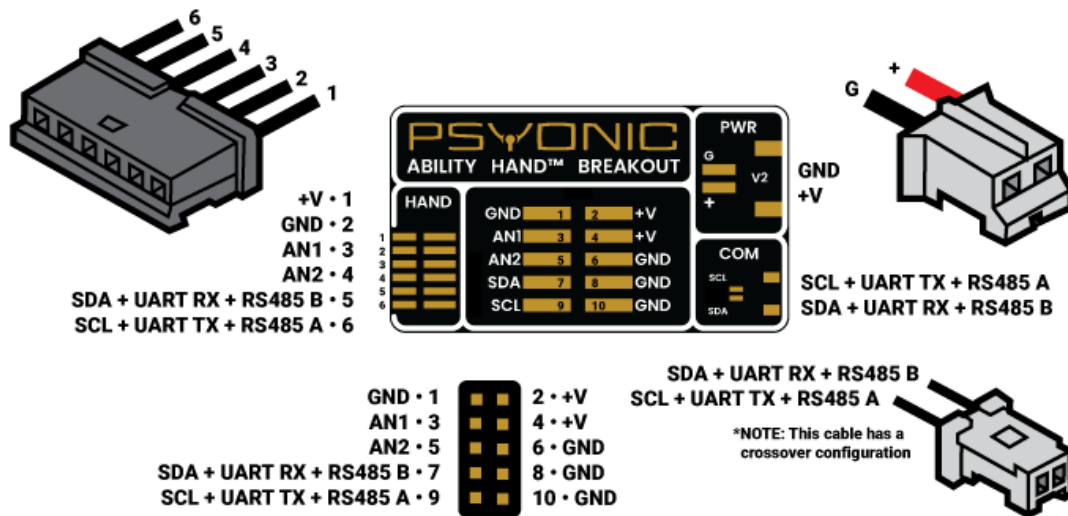 6
5
4
3
2
1
+
G
PSYONIC
ABILITY HAND™ BREAKOUT
PWR
G
V2
+
GND
+V
HAND
1
2
3
4
5
6
GND 1 2 +V
AN1 3 4 +V
AN2 5 6 GND
SDA 7 8 GND
SCL 9 10 GND
COM
SCL
SDA
+V • 1
GND • 2
AN1 • 3
AN2 • 4
SDA + UART RX + RS485 B • 5
SCL + UART TX + RS485 A • 6
SCL + UART TX + RS485 A
SDA + UART RX + RS485 B
GND • 1
AN1 • 3
AN2 • 5
SDA + UART RX + RS485 B • 7
SCL + UART TX + RS485 A • 9
2 • +V
4 • +V
6 • GND
8 • GND
10 • GND
SDA + UART RX + RS485 B
SCL + UART TX + RS485 A
*NOTE: This cable has a
crossover configuration